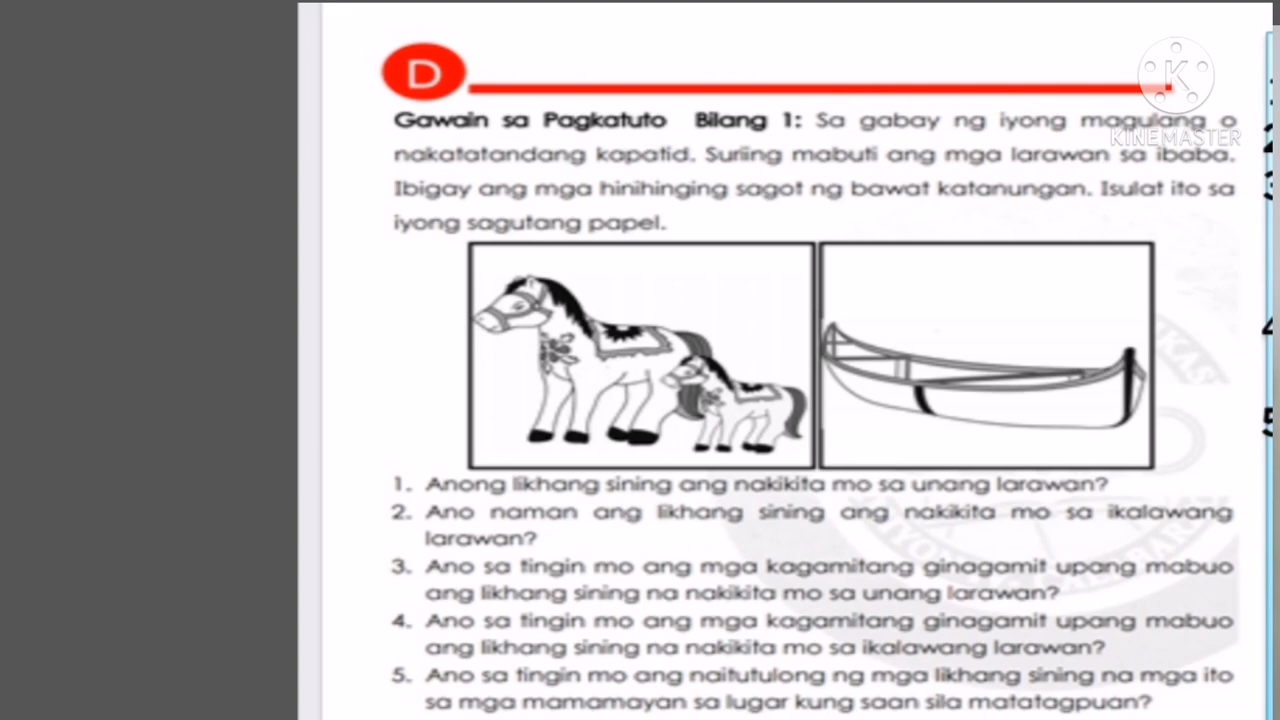 D
Gawain sa Pagkatuto Bilang 1: Sa gabay ng iyong magulang o
nakatatandang kapatid. Suriing mabuti ang mga larawan sa ibaba.
Ibigay ang mga hinihinging sagot ng bawat katanungan. Isulat ito sa
iyong sagutang papel.
K
KINEMASTER
1. Anong likhang sining ang nakikita mo sa unang larawan?
2. Ano naman ang likhang sining ang nakikita mo sa ikalawang
larawan?
3. Ano sa tingin mo ang mga kagamitang ginagamit upang mabuo
ang likhang sining na nakikita mo sa unang larawan?
4. Ano sa tingin mo ang mga kagamitang ginagamit upang mabuo
ang likhang sining na nakikita mo sa ikalawang larawan?
5. Ano sa tingin mo ang naitutulong ng mga likhang sining na mga ito
sa mga mamamayan sa lugar kung saan sila matatagpuan?